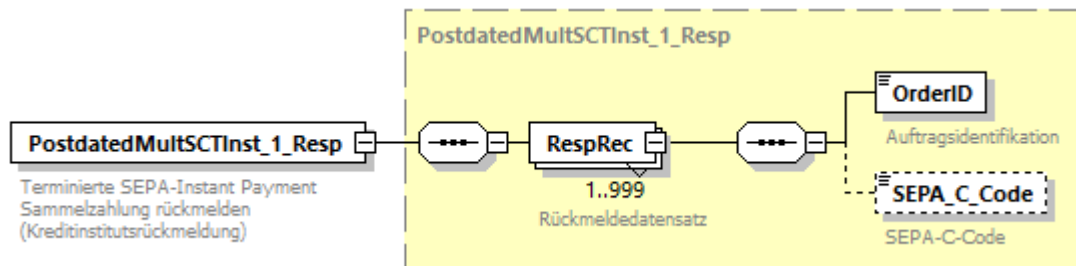 PostdatedMultSCTInst_1_Resp
PostdatedMultSCTInst_1_Resp
Terminierte SEPA-Instant Payment
Sammelzahlung rückmelden
(Kreditinstitutsrückmeldung)
RespRec
1..999
Rückmeldedatensatz
OrderID
Auftragsidentifikation
SEPA_C_Code
SEPA-C-Code